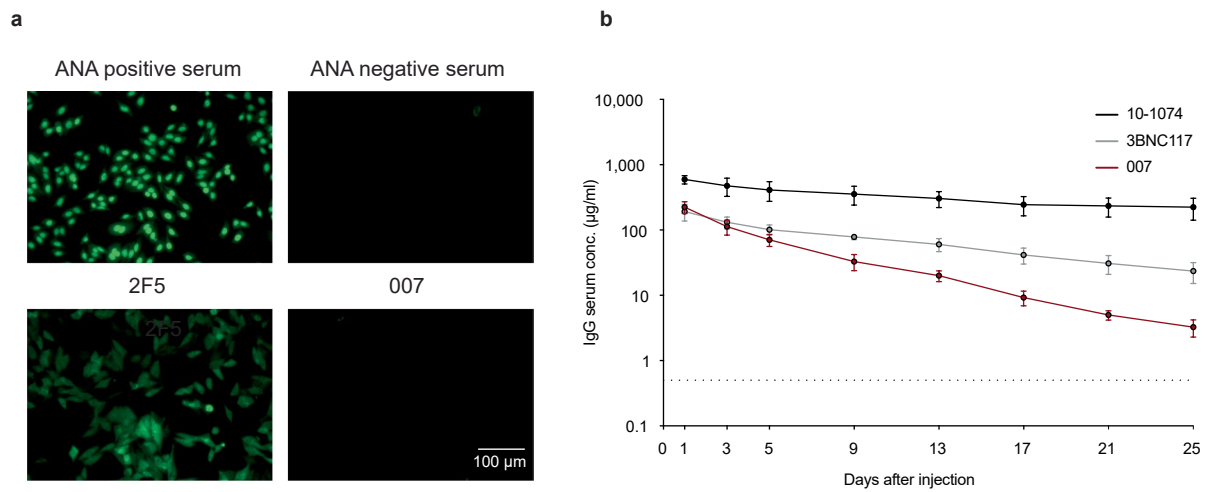 a
ANA positive serum
ANA negative serum
2F5
007
2F5
100 µm
b
10,000
1,000
100
10
1
0.1
IgG serum conc. (µg/ml)
10-1074
3BNC117
007
0 1 3 5 9 13 17 21 25
Days after injection